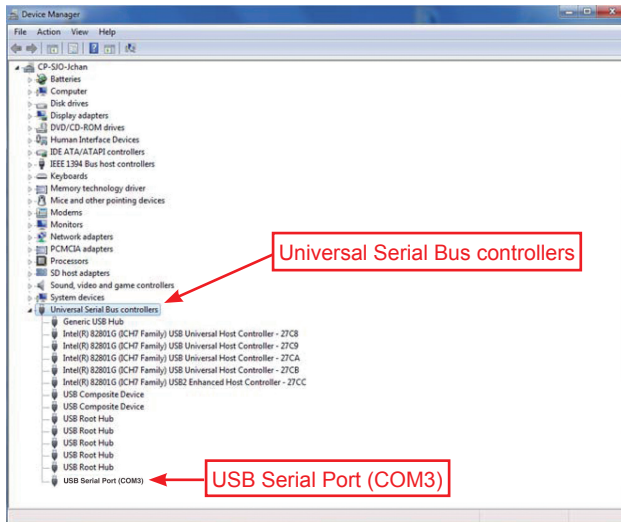 Device Manager
File Action View Help
CP-SJO-Jchan
Batteries
Computer
Disk drives
Display adapters
DVD/CD-ROM drives
Human Interface Devices
IDE ATA/ATAPI controllers
IEEE 1394 Bus host controllers
Keyboards
Memory technology driver
Mice and other pointing devices
Modems
Monitors
Network adapters
PCMCIA adapters
Processors
SD host adapters
Sound, video and game controllers
System devices
Universal Serial Bus controllers
Universal Serial Bus controllers
Generic USB Hub
Intel(R) 82801G (ICH7 Family) USB Universal Host Controller - 27C8
Intel(R) 82801G (ICH7 Family) USB Universal Host Controller - 27C9
Intel(R) 82801G (ICH7 Family) USB Universal Host Controller - 27CA
Intel(R) 82801G (ICH7 Family) USB Universal Host Controller - 27CB
Intel(R) 82801G (ICH7 Family) USB2 Enhanced Host Controller - 27CC
USB Composite Device
USB Composite Device
USB Root Hub
USB Root Hub
USB Root Hub
USB Root Hub
USB Root Hub
USB Serial Port (COM3)
USB Serial Port (COM3)